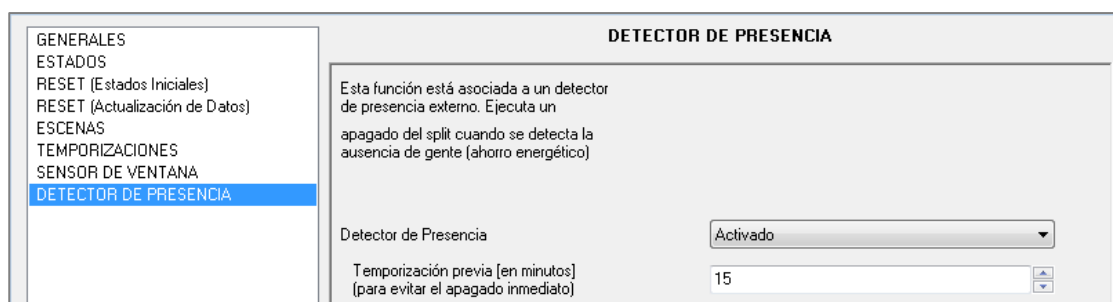 GENERALES
ESTADOS
RESET (Estados Iniciales)
RESET (Actualización de Datos)
ESCENAS
TEMPORIZACIONES
SENSOR DE VENTANA
DETECTOR DE PRESENCIA
DETECTOR DE PRESENCIA
Esta función está asociada a un detector
de presencia externo. Ejecuta un
apagado del split cuando se detecta la
ausencia de gente (ahorro energético)
Detector de Presencia
Activado
Temporización previa [en minutos]
(para evitar el apagado inmediato)
15